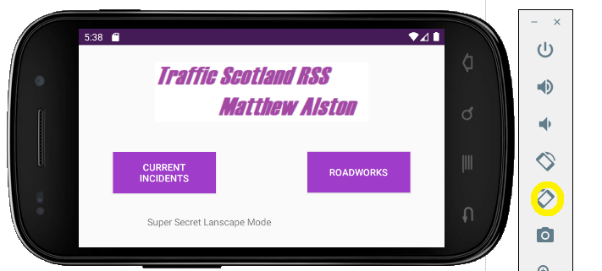 5:38
Traffic Scotland RSS
Matthew Alston
CURRENT
INCIDENTS
ROADWORKS
Super Secret Lanscape Mode